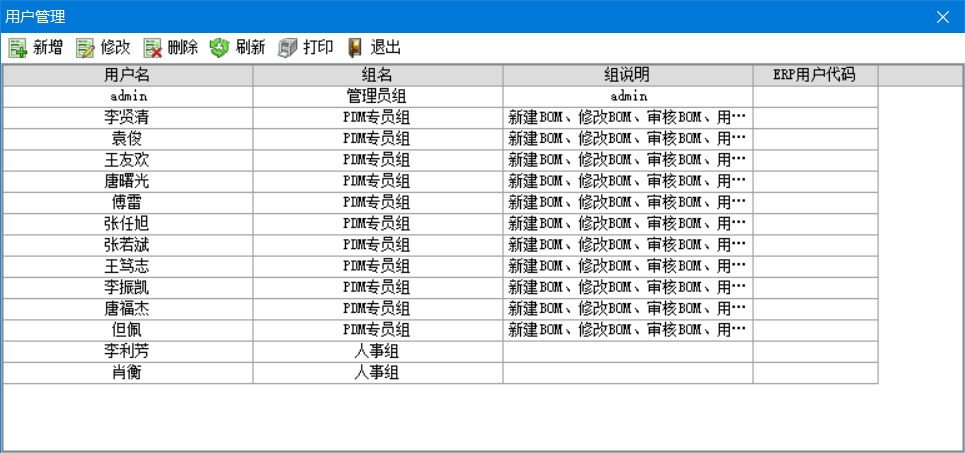 用户管理
新增 修改 删除 刷新 打印 退出
用户名 组名 组说明 ERP用户代码
admin 管理员组 admin
李贤清 PDM专员组 新建BOM、修改BOM、审核BOM、用…
袁俊 PDM专员组 新建BOM、修改BOM、审核BOM、用…
王友欢 PDM专员组 新建BOM、修改BOM、审核BOM、用…
唐曙光 PDM专员组 新建BOM、修改BOM、审核BOM、用…
傅雷 PDM专员组 新建BOM、修改BOM、审核BOM、用…
张任旭 PDM专员组 新建BOM、修改BOM、审核BOM、用…
张若斌 PDM专员组 新建BOM、修改BOM、审核BOM、用…
王笃志 PDM专员组 新建BOM、修改BOM、审核BOM、用…
李振凯 PDM专员组 新建BOM、修改BOM、审核BOM、用…
唐福杰 PDM专员组 新建BOM、修改BOM、审核BOM、用…
但佩 PDM专员组 新建BOM、修改BOM、审核BOM、用…
李利芳 人事组
肖衡 人事组